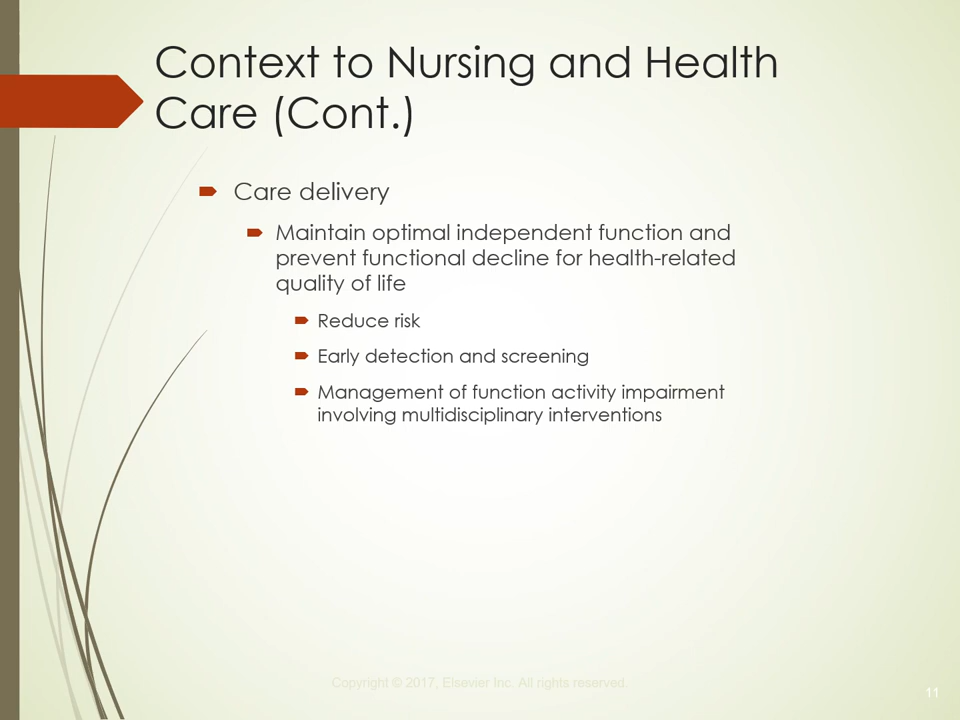 Context to Nursing and Health
Care (Cont.)
Care delivery
Maintain optimal independent function and
prevent functional decline for health-related
quality of life
Reduce risk
Early detection and screening
Management of function activity impairment
involving multidisciplinary interventions
Copyright © 2017, Elsevier Inc. All rights reserved.
11